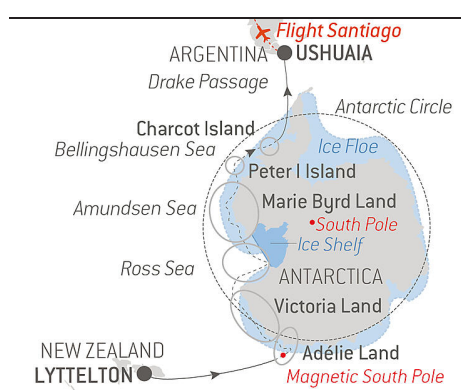 Flight Santiago
ARGENTINA
USHUAIA
Drake Passage
Antarctic Circle
Charcot Island
Bellingshausen Sea
Ice Floe
Peter I Island
Marie Byrd Land
Amundsen Sea
South Pole
Ice Shelf
Ross Sea
ANTARCTICA
Victoria Land
NEW ZEALAND
Adélie Land
LYTTELTON
Magnetic South Pole